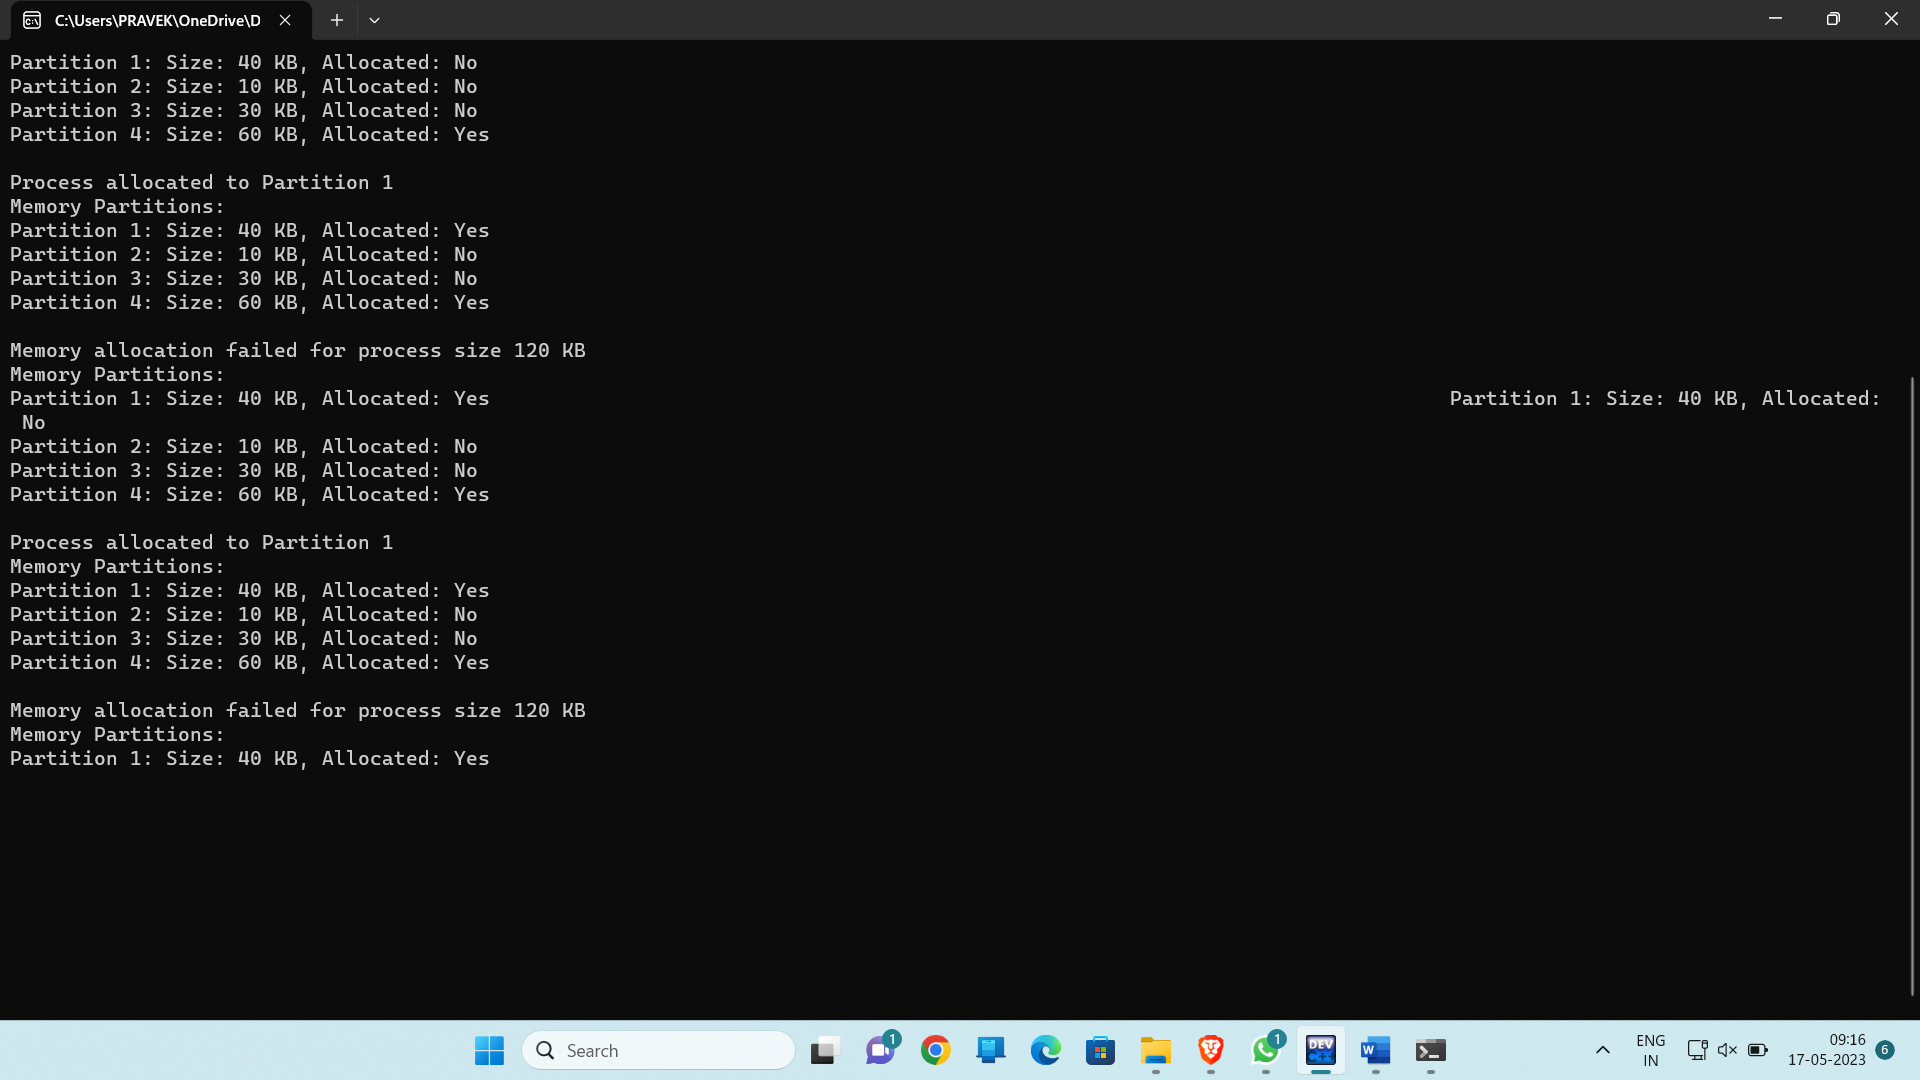 C:\Users\PRAVEK\OneDrive\D
Partition 1: Size: 40 KB, Allocated: No
Partition 2: Size: 10 KB, Allocated: No
Partition 3: Size: 30 KB, Allocated: No
Partition 4: Size: 60 KB, Allocated: Yes
Process allocated to Partition 1
Memory Partitions:
Partition 1: Size: 40 KB, Allocated: Yes
Partition 2: Size: 10 KB, Allocated: No
Partition 3: Size: 30 KB, Allocated: No
Partition 4: Size: 60 KB, Allocated: Yes
Memory allocation failed for process size 120 KB
Memory Partitions:
Partition 1: Size: 40 KB, Allocated: Yes Partition 1: Size: 40 KB, Allocated:
No
Partition 2: Size: 10 KB, Allocated: No
Partition 3: Size: 30 KB, Allocated: No
Partition 4: Size: 60 KB, Allocated: Yes
Process allocated to Partition 1
Memory Partitions:
Partition 1: Size: 40 KB, Allocated: Yes
Partition 2: Size: 10 KB, Allocated: No
Partition 3: Size: 30 KB, Allocated: No
Partition 4: Size: 60 KB, Allocated: Yes
Memory allocation failed for process size 120 KB
Memory Partitions:
Partition 1: Size: 40 KB, Allocated: Yes
Search
1
1
DEV
C++
W
ENG
IN
09:16
17-05-2023
6